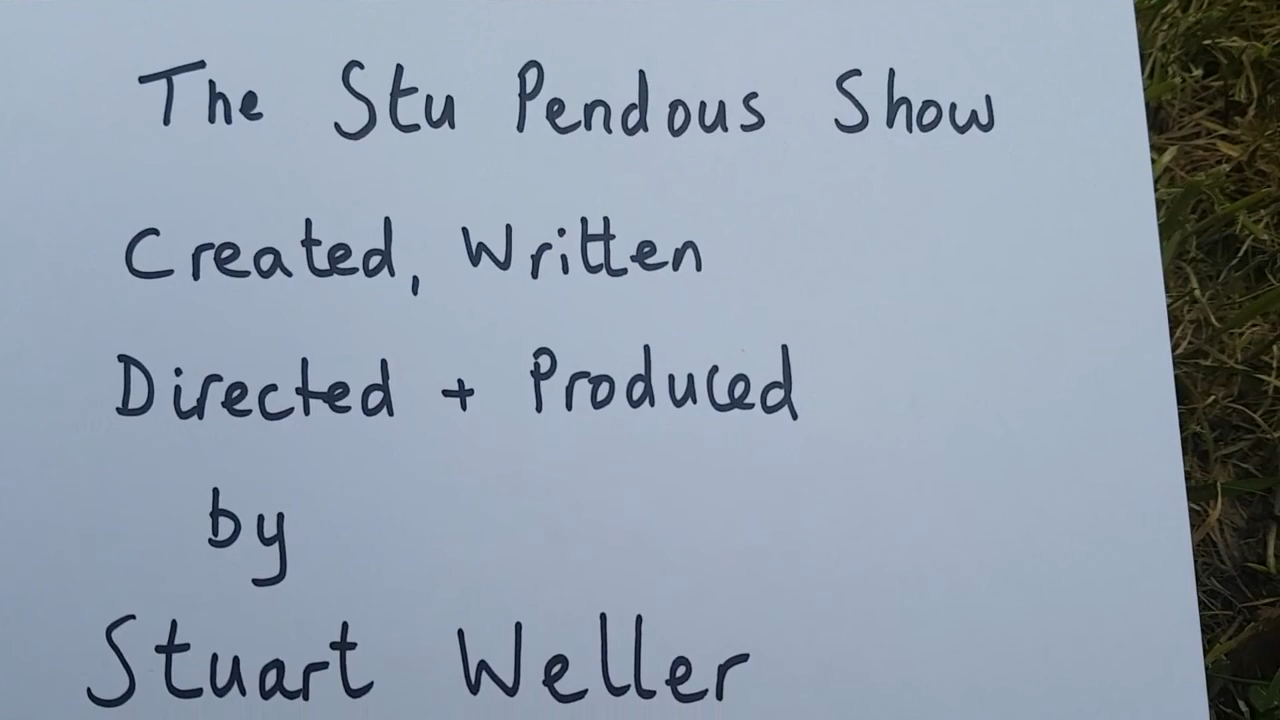 The Stu Pendous Show
Created, Written
Directed + Produced
by
Stuart Weller